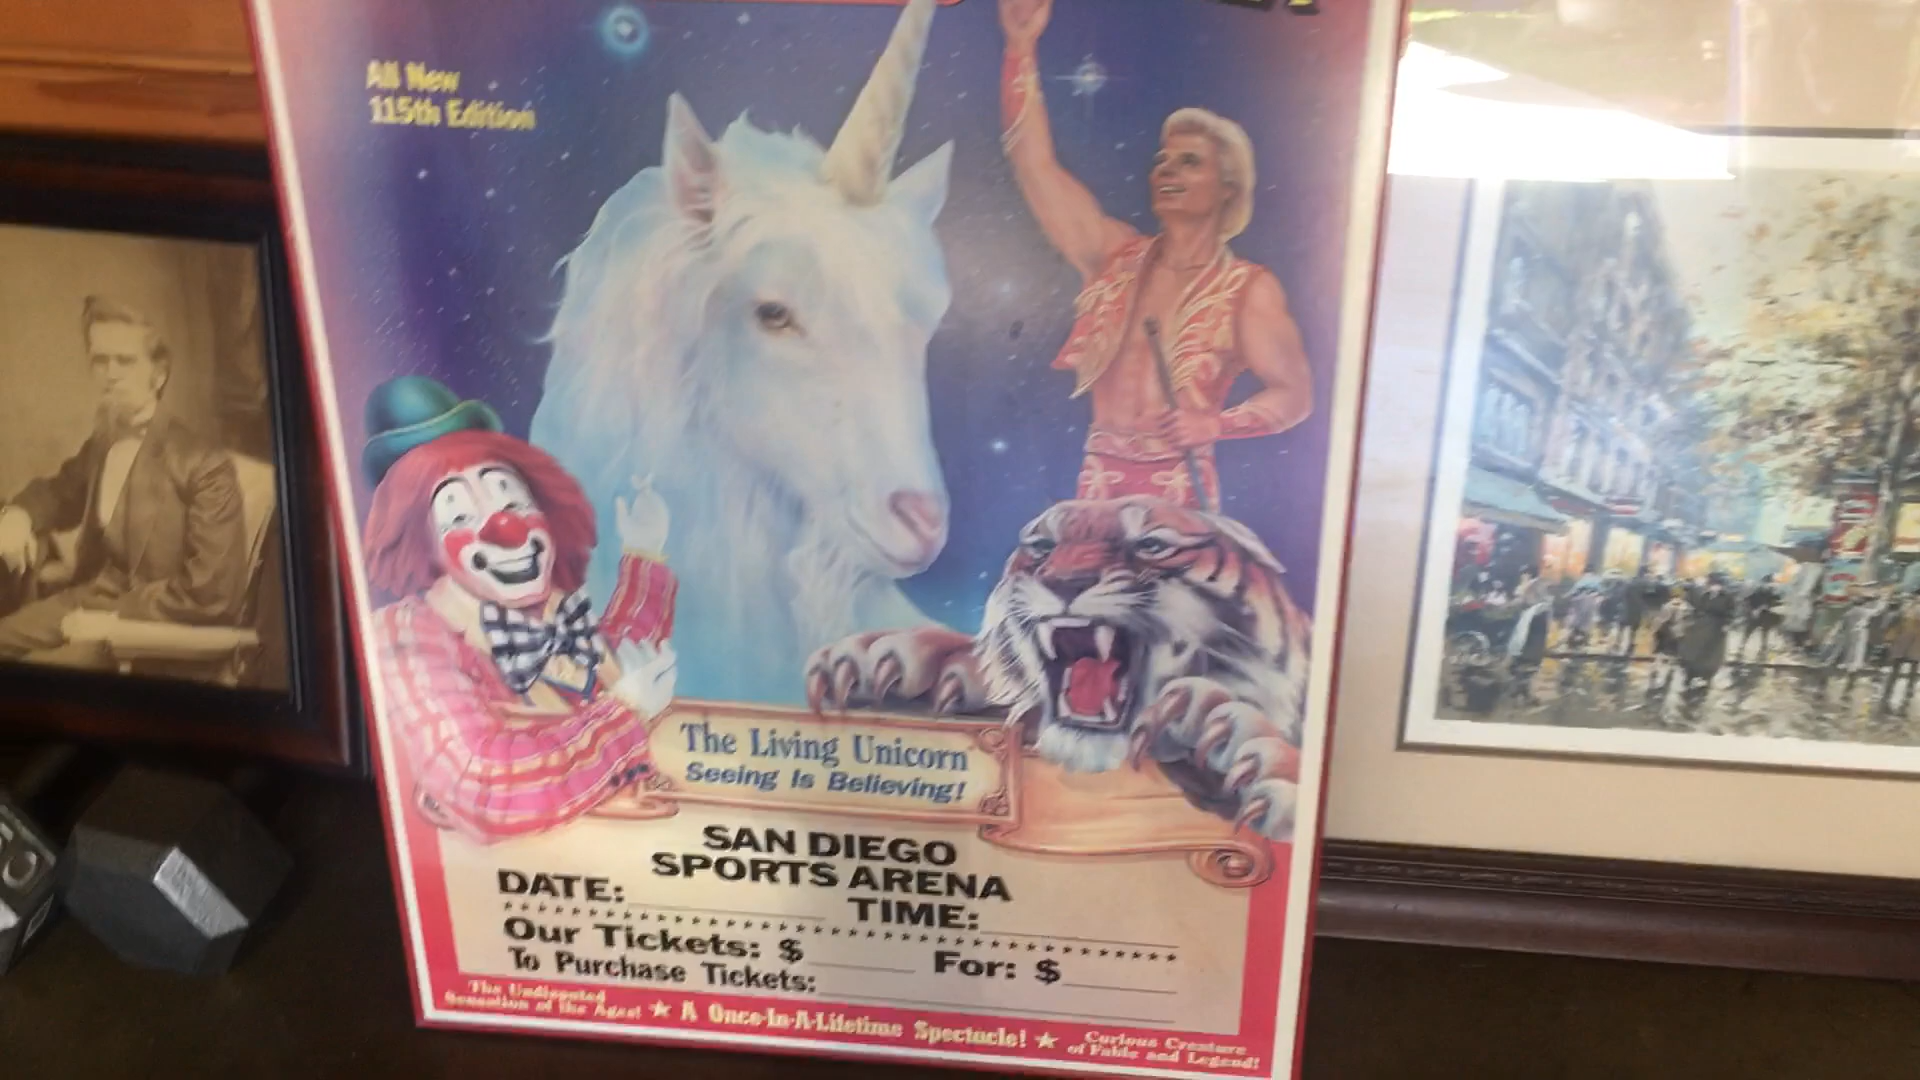 All New
115th Edition
The Living Unicorn
Seeing Is Believing!
SAN DIEGO
SPORTS ARENA
DATE:
TIME:
Our Tickets: $
For: $
To Purchase Tickets:
The Undisputed
Sensation of the Ages!
★ A Once-In-A-Lifetime Spectacle! ★
Curious Creature
of Fable and Legend!